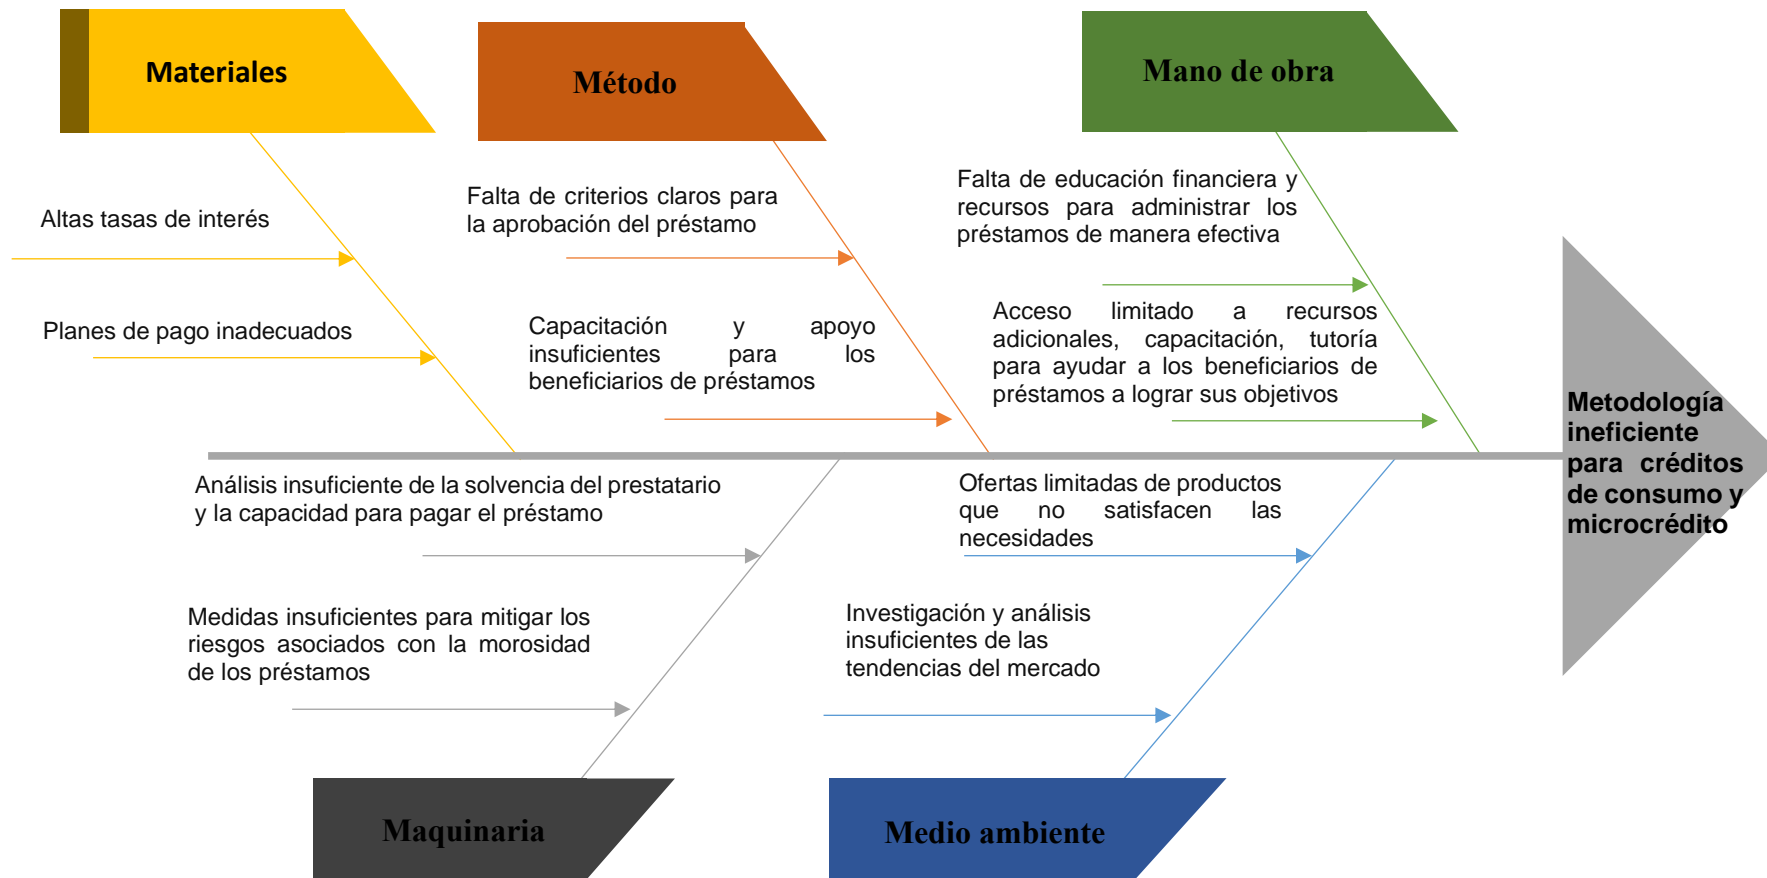 Materiales
Método
Mano de obra
Altas tasas de interés
Planes de pago inadecuados
Falta de criterios claros para
la aprobación del préstamo
Capacitación y apoyo
insuficientes para los
beneficiarios de préstamos
Falta de educación financiera y
recursos para administrar los
préstamos de manera efectiva
Acceso limitado a recursos
adicionales, capacitación, tutoría
para ayudar a los beneficiarios de
préstamos a lograr sus objetivos
Metodología
ineficiente
para créditos
de consumo y
microcrédito
Análisis insuficiente de la solvencia del prestatario
y la capacidad para pagar el préstamo
Medidas insuficientes para mitigar los
riesgos asociados con la morosidad
de los préstamos
Ofertas limitadas de productos
que no satisfacen las
necesidades
Investigación y análisis
insuficientes de las
tendencias del mercado
Maquinaria
Medio ambiente